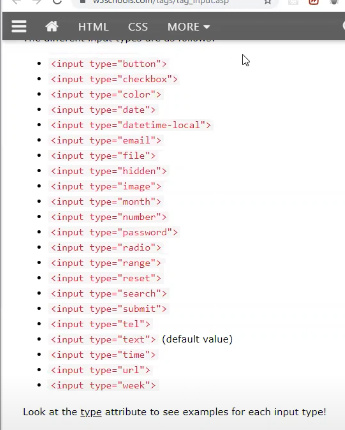 w3schools.com/tags/tag_input.asp
HTML CSS MORE
The different input types are as follows:
<input type="button">
<input type="checkbox">
<input type="color">
<input type="date">
<input type="datetime-local">
<input type="email">
<input type="file">
<input type="hidden">
<input type="image">
<input type="month">
<input type="number">
<input type="password">
<input type="radio">
<input type="range">
<input type="reset">
<input type="search">
<input type="submit">
<input type="tel">
<input type="text"> (default value)
<input type="time">
<input type="url">
<input type="week">
Look at the type attribute to see examples for each input type!